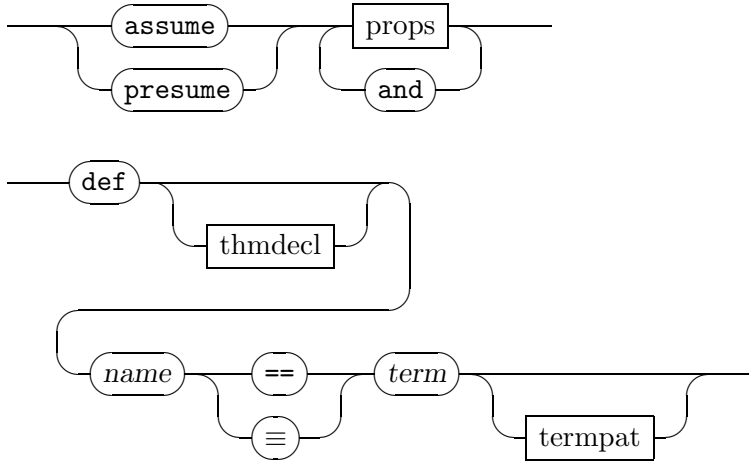 assume props
presume and
def
thmdecl
name == term
≡ termpat